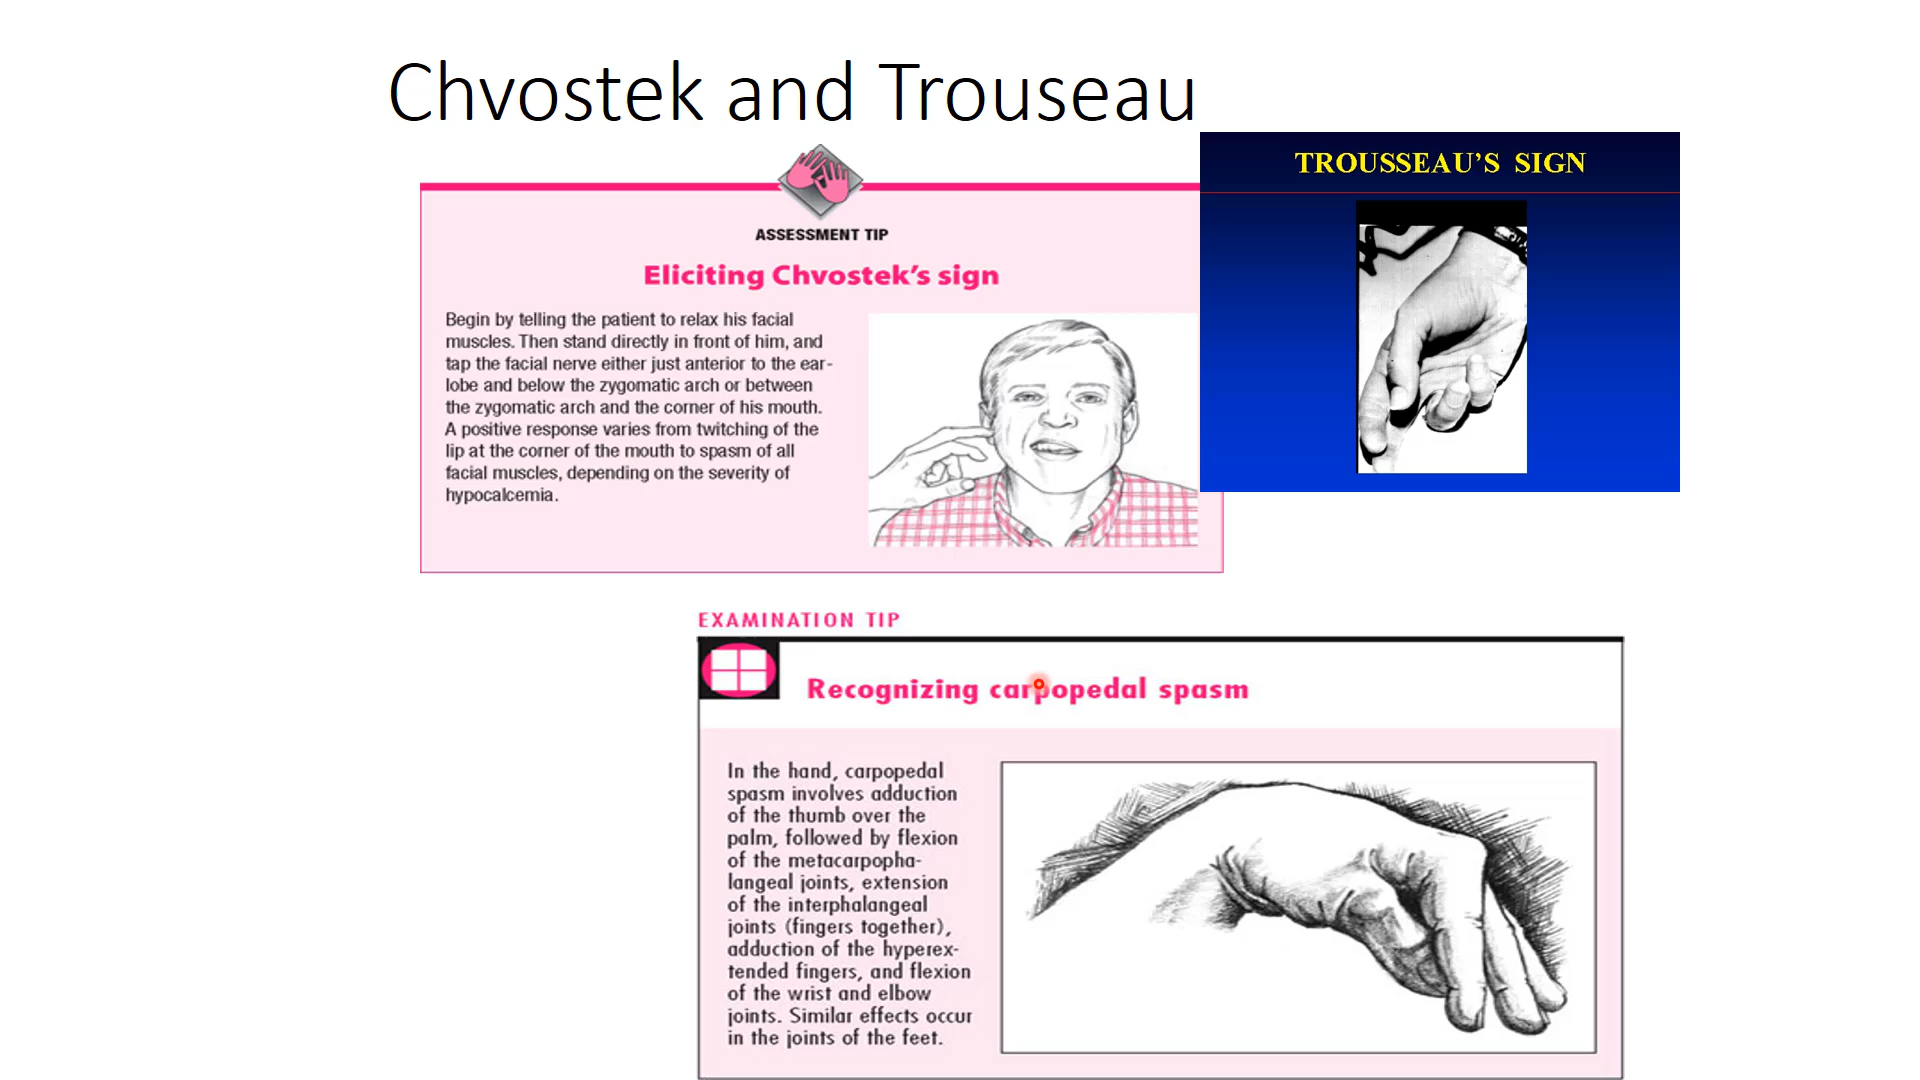 Chvostek and Trouseau
TROUSSEAU'S SIGN
ASSESSMENT TIP
Eliciting Chvostek's sign
Begin by telling the patient to relax his facial
muscles. Then stand directly in front of him, and
tap the facial nerve either just anterior to the ear-
lobe and below the zygomatic arch or between
the zygomatic arch and the corner of his mouth.
A positive response varies from twitching of the
lip at the corner of the mouth to spasm of all
facial muscles, depending on the severity of
hypocalcemia.
EXAMINATION TIP
Recognizing carpopedal spasm
In the hand, carpopedal
spasm involves adduction
of the thumb over the
palm, followed by flexion
of the metacarpopha-
langeal joints, extension
of the interphalangeal
joints (fingers together),
adduction of the hyperex-
tended fingers, and flexion
of the wrist and elbow
joints. Similar effects occur
in the joints of the feet.